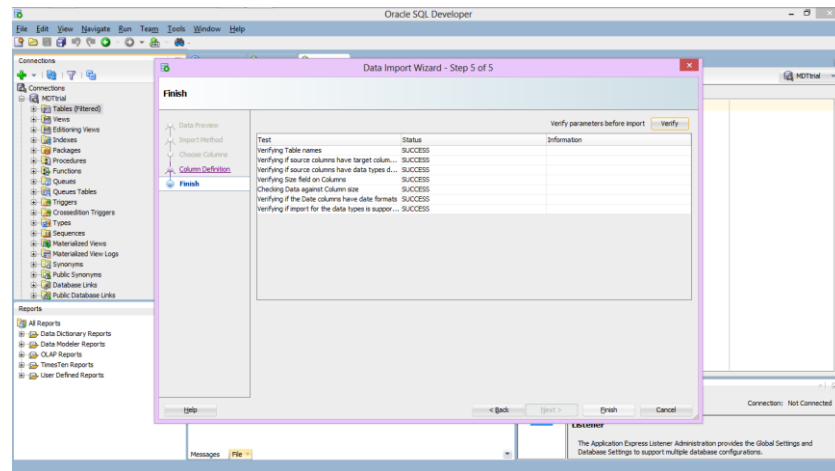 Oracle SQL Developer
File Edit View Navigate Run Team Tools Window Help
Connections
Connections
MDTtrial
Tables (Filtered)
Views
Editioning Views
Indexes
Packages
Procedures
Functions
Queues
Queues Tables
Triggers
Crossedition Triggers
Types
Sequences
Materialized Views
Materialized View Logs
Synonyms
Public Synonyms
Database Links
Public Database Links
Reports
All Reports
Data Dictionary Reports
Data Modeler Reports
OLAP Reports
TimesTen Reports
User Defined Reports
Data Import Wizard - Step 5 of 5
Finish
Data Preview
Import Method
Choose Columns
Column Definition
Finish
Verify parameters before import Verify
Test Status Information
Verifying Table names SUCCESS
Verifying if source columns have target colum... SUCCESS
Verifying if source columns have data types d... SUCCESS
Verifying Size field on Columns SUCCESS
Checking Data against Column size SUCCESS
Verifying if the Date columns have date formats SUCCESS
Verifying if import for the data types is suppor... SUCCESS
Help < Back Next > Finish Cancel
MDTtrial
Connection: Not Connected
Listener
The Application Express Listener Administration provides the Global Settings and
Database Settings to support multiple database configurations.
Messages File